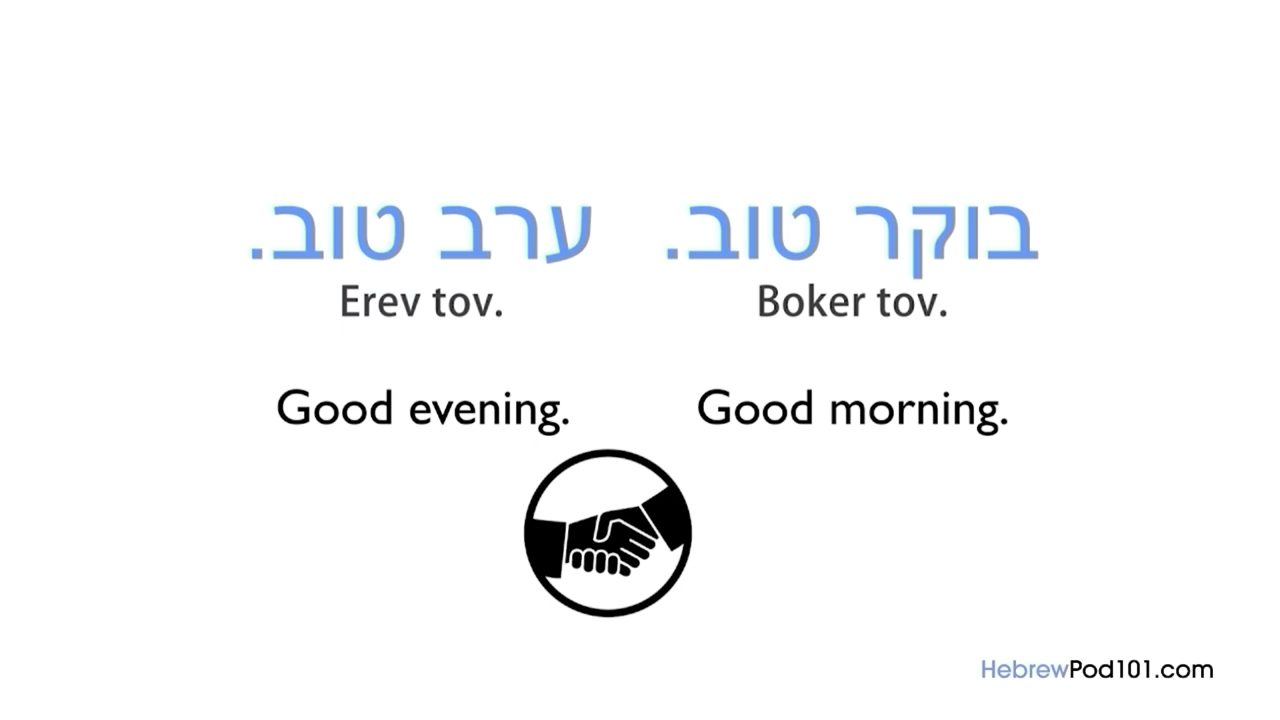 בוקר טוב.
Boker tov.
Good morning.
ערב טוב.
Erev tov.
Good evening.
HebrewPod101.com